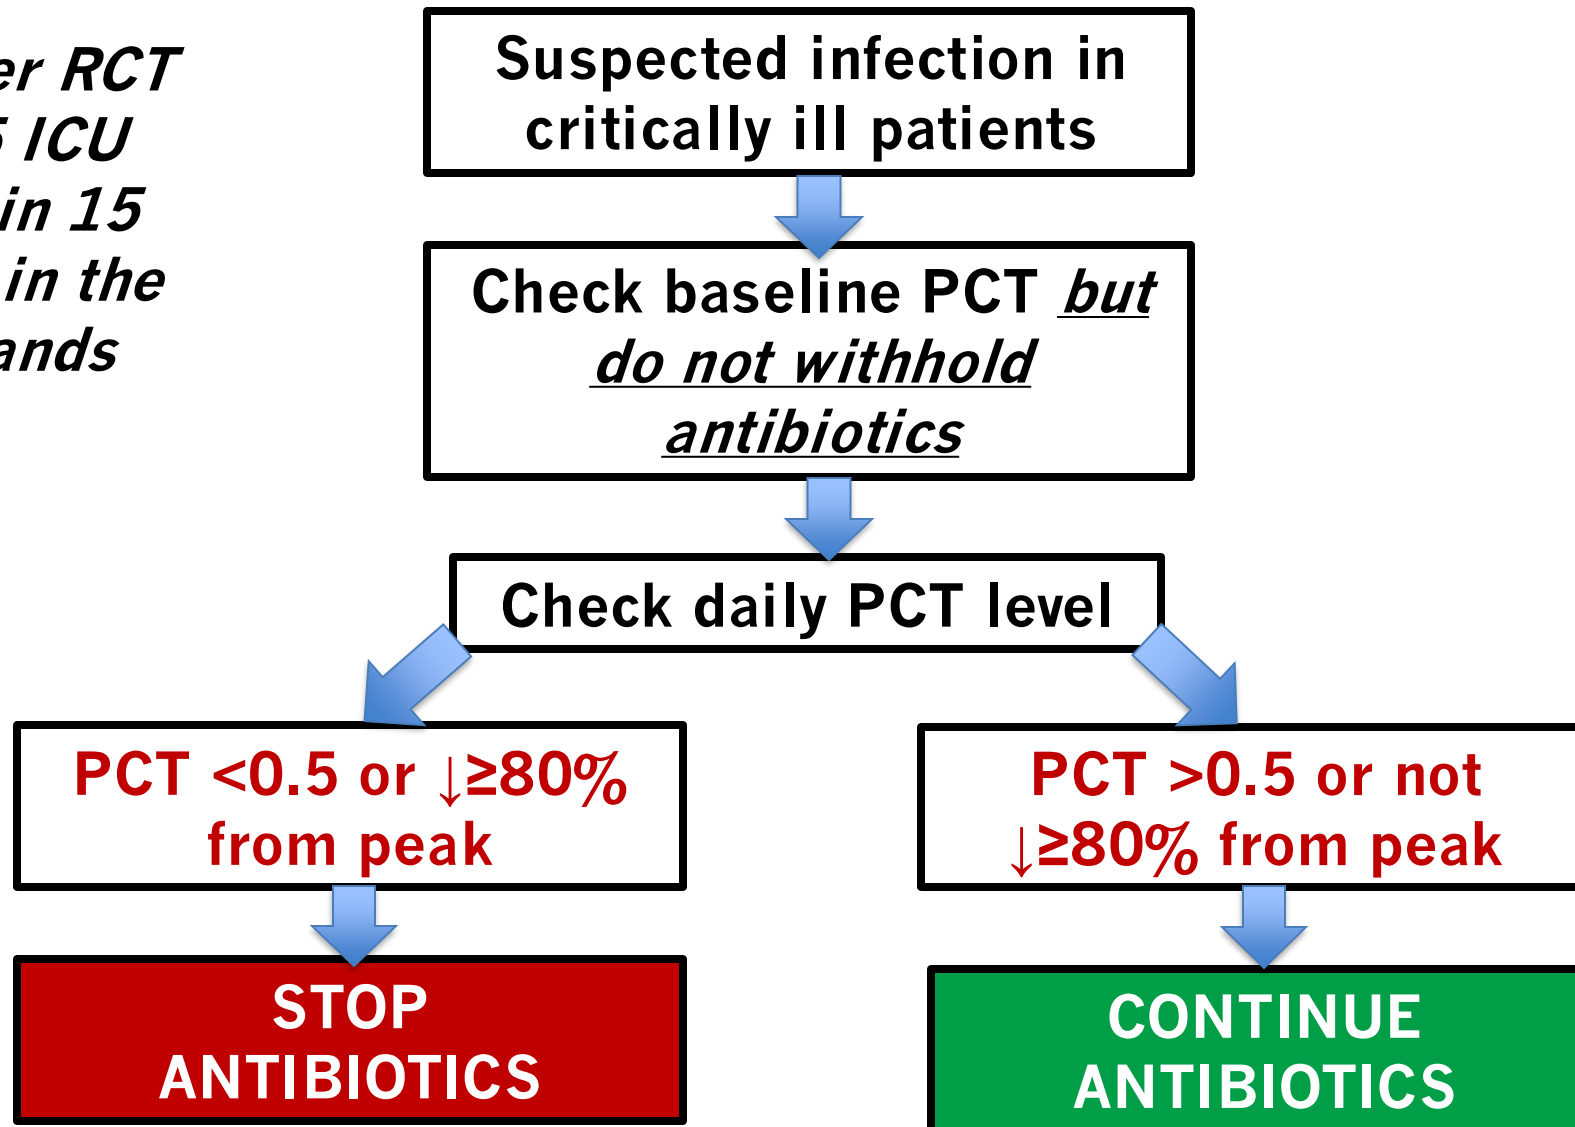 er RCT
ICU
in 15
in the
ands
Suspected infection in
critically ill patients
Check baseline PCT but
do not withhold
antibiotics
Check daily PCT level
PCT <0.5 or ↓≥80%
from peak
PCT >0.5 or not
↓≥80% from peak
STOP
ANTIBIOTICS
CONTINUE
ANTIBIOTICS